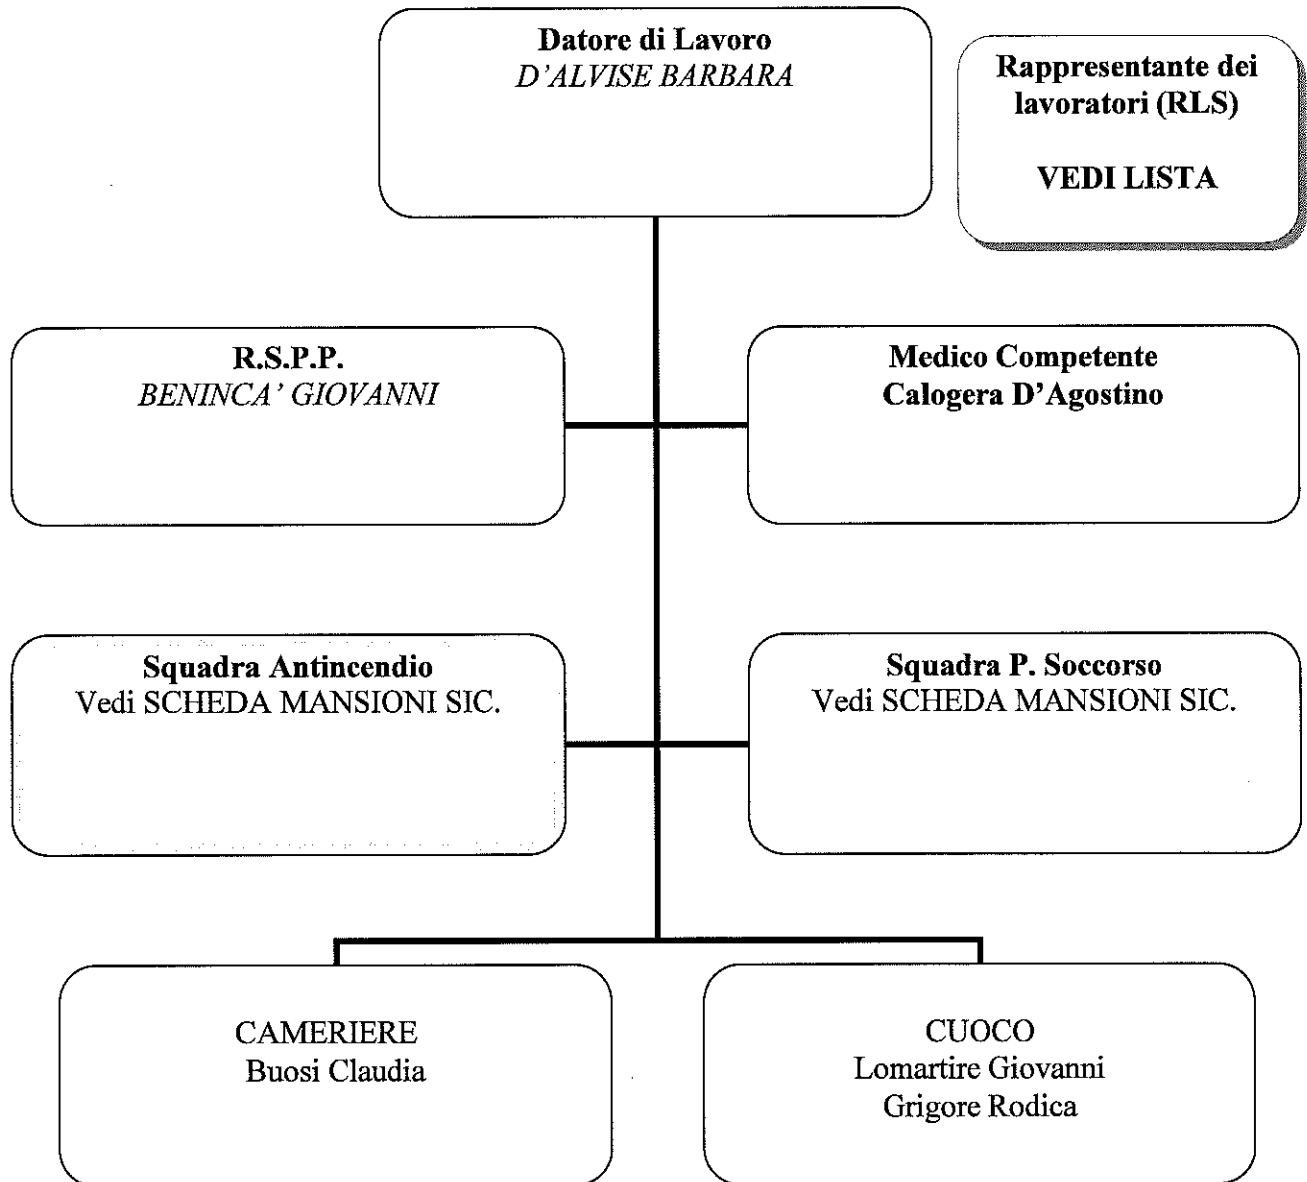 Datore di Lavoro
D'ALVISE BARBARA
Rappresentante dei
lavoratori (RLS)
VEDI LISTA
R.S.P.P.
BENINCA' GIOVANNI
Medico Competente
Calogera D'Agostino
Squadra Antincendio
Vedi SCHEDA MANSIONI SIC.
Squadra P. Soccorso
Vedi SCHEDA MANSIONI SIC.
CAMERIERE
Buosi Claudia
CUOCO
Lomartire Giovanni
Grigore Rodica